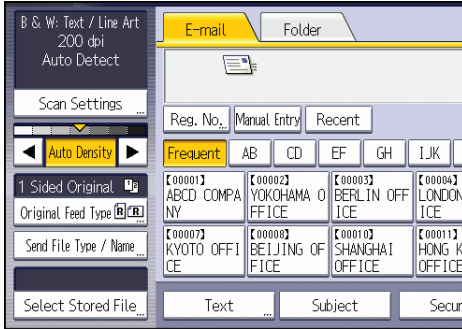 B & W: Text / Line Art
200 dpi
Auto Detect
Scan Settings
Auto Density
1 Sided Original
Original Feed Type
Send File Type / Name
Select Stored File
E-mail
Folder
Reg. No.
Manual Entry
Recent
Frequent
AB
CD
EF
GH
IJK
【00001】
ABCD COMPA
NY
【00002】
YOKOHAMA O
FFICE
【00003】
BERLIN OFF
ICE
【00004】
LONDON
ICE
【00007】
KYOTO OFFI
CE
【00008】
BEIJING OF
FICE
【00010】
SHANGHAI
OFFICE
【00011】
HONG K
OFFICE
Text
Subject
Secur